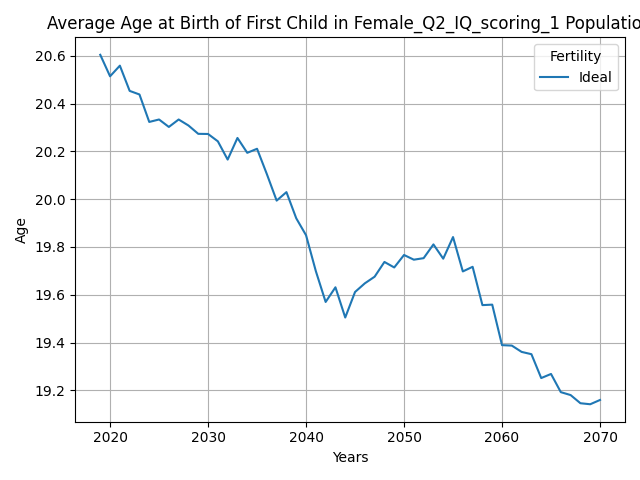 Average Age at Birth of First Child in Female_Q2_IQ_scoring_1 Populatio
Fertility
Ideal
20.6
20.4
20.2
20.0
19.8
19.6
19.4
19.2
Age
2020 2030 2040 2050 2060 2070
Years